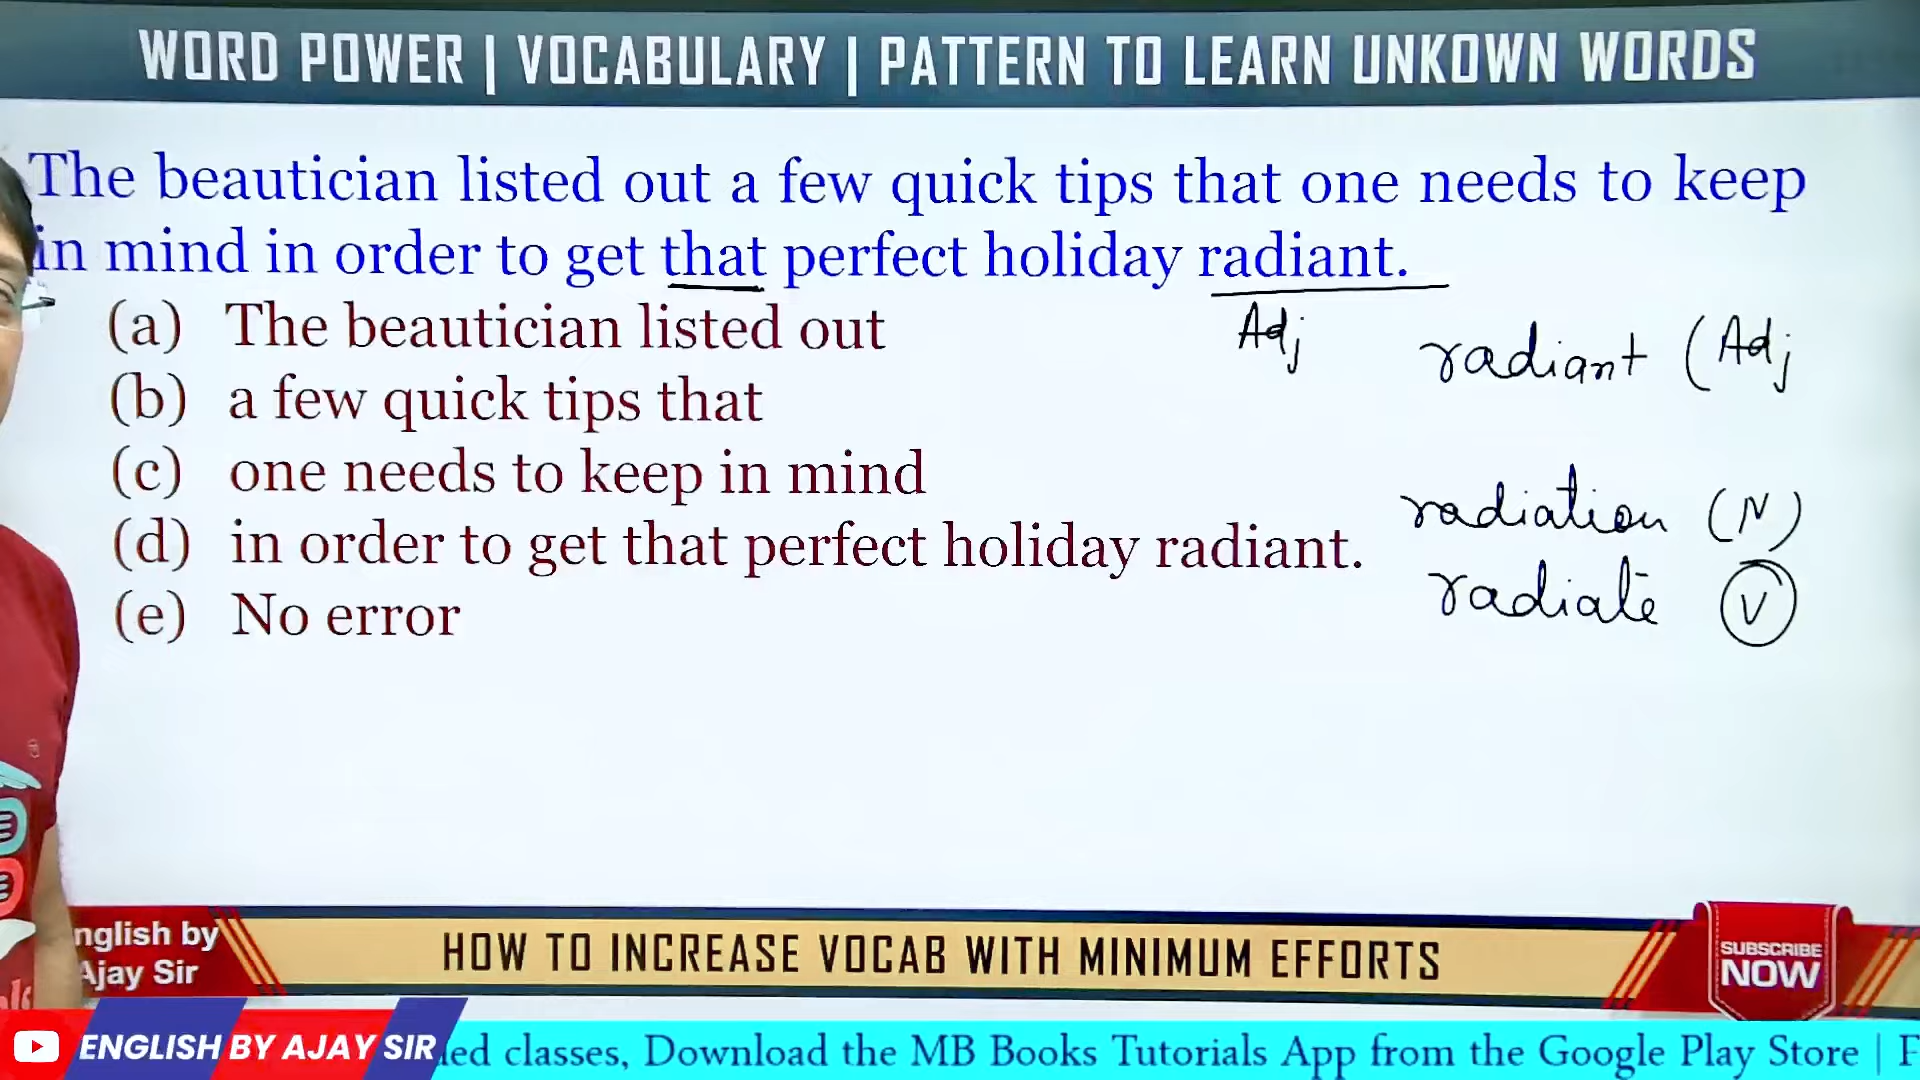 WORD POWER | VOCABULARY | PATTERN TO LEARN UNKOWN WORDS
The beautician listed out a few quick tips that one needs to keep
in mind in order to get that perfect holiday radiant.
(a) The beautician listed out
Adj
radiant (Adj
(b) a few quick tips that
(c) one needs to keep in mind
radiation (N)
(d) in order to get that perfect holiday radiant.
radiate V
(e) No error
nglish by
Ajay Sir
HOW TO INCREASE VOCAB WITH MINIMUM EFFORTS
SUBSCRIBE
NOW
ENGLISH BY AJAY SIR
led classes, Download the MB Books Tutorials App from the Google Play Store | F